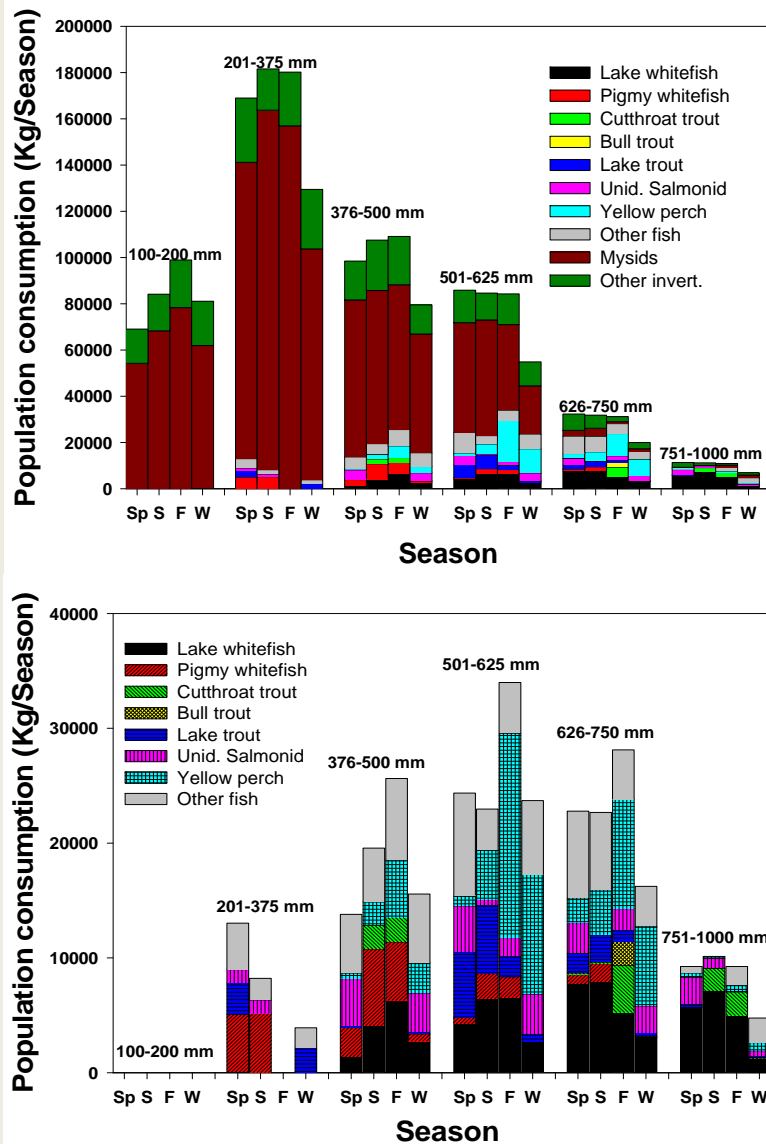 Population consumption (Kg/Season)
200000
180000
160000
140000
120000
100000
80000
60000
40000
20000
0
100-200 mm
201-375 mm
376-500 mm
501-625 mm
626-750 mm
751-1000 mm
Lake whitefish
Pigmy whitefish
Cutthroat trout
Bull trout
Lake trout
Unid. Salmonid
Yellow perch
Other fish
Mysids
Other invert.
Sp S F W Sp S F W Sp S F W Sp S F W Sp S F W Sp S F W
Season
Population consumption (Kg/Season)
40000
30000
20000
10000
0
Lake whitefish
Pigmy whitefish
Cutthroat trout
Bull trout
Lake trout
Unid. Salmonid
Yellow perch
Other fish
100-200 mm
201-375 mm
376-500 mm
501-625 mm
626-750 mm
751-1000 mm
Sp S F W Sp S F W Sp S F W Sp S F W Sp S F W Sp S F W
Season